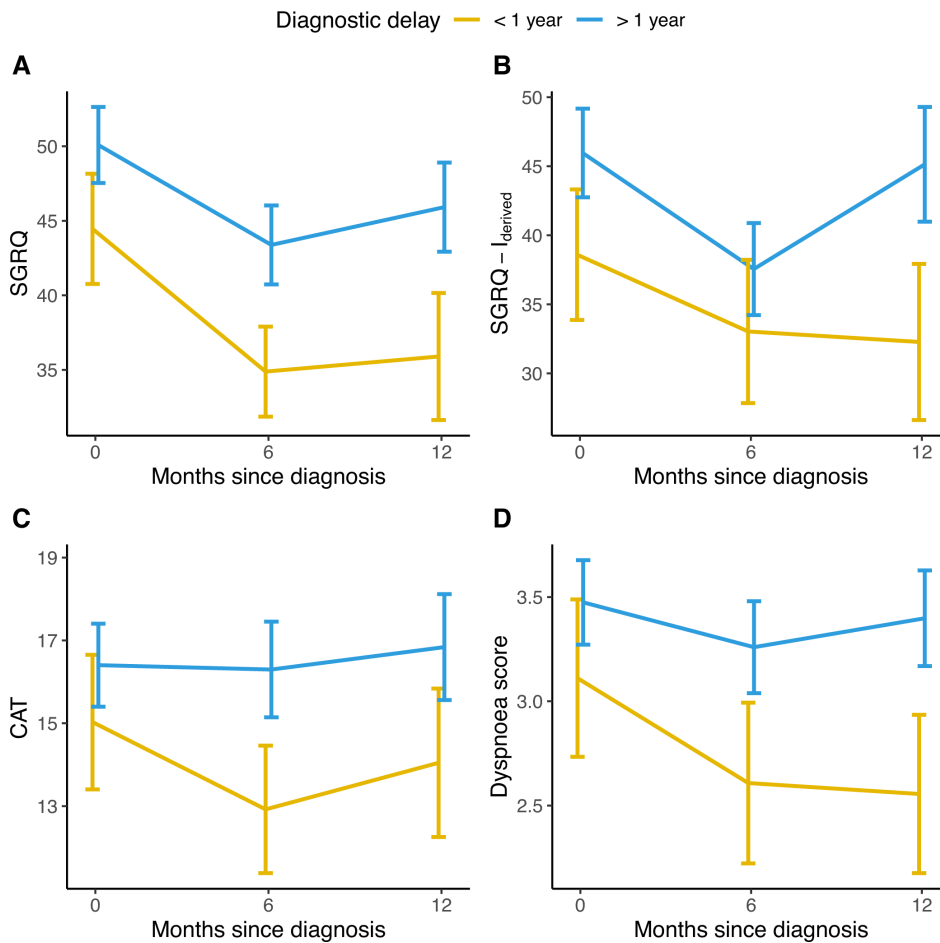 Diagnostic delay < 1 year > 1 year
A
SGRQ
50
45
40
35
0 6 12
Months since diagnosis
B
SGRQ – Iderived
50
45
40
35
30
0 6 12
Months since diagnosis
C
CAT
19
17
15
13
0 6 12
Months since diagnosis
D
Dyspnoea score
3.5
3.0
2.5
0 6 12
Months since diagnosis